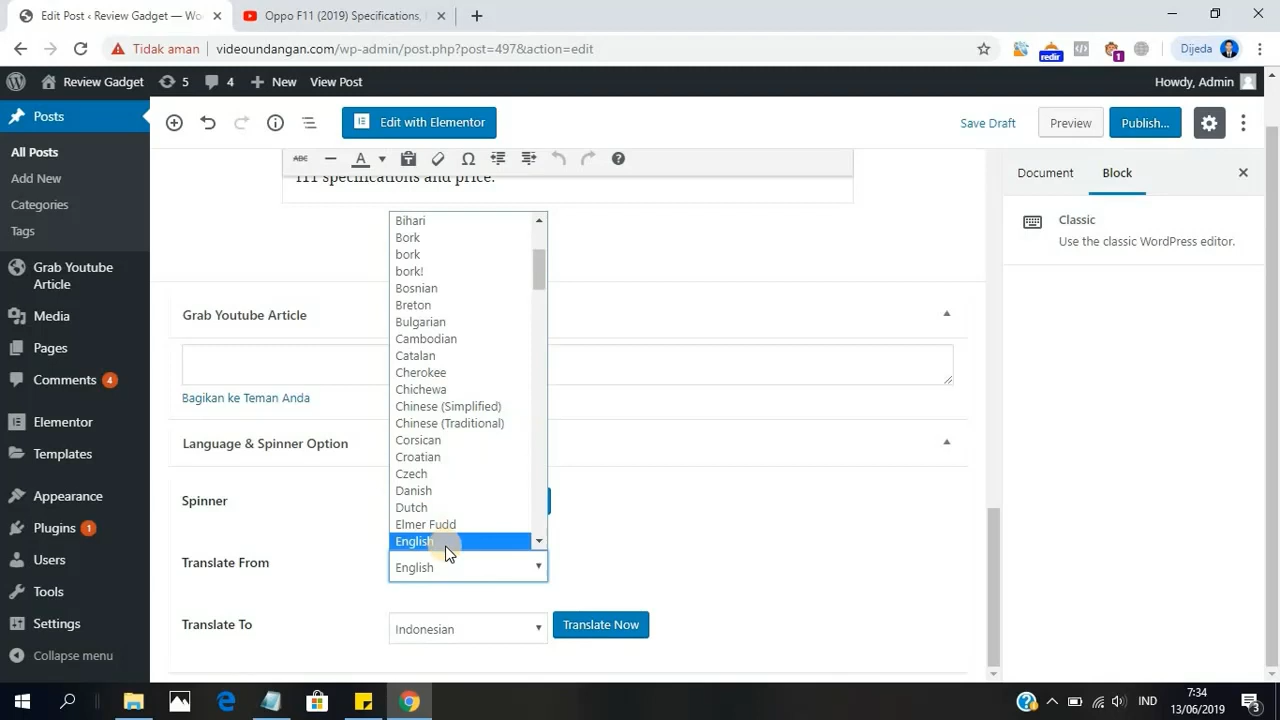 Edit Post ‹ Review Gadget — Wo
Oppo F11 (2019) Specifications,
Tidak aman
videoundangan.com/wp-admin/post.php?post=497&action=edit
redir
1
Dijeda
Review Gadget
5
4
New
View Post
Howdy, Admin
Posts
All Posts
Add New
Categories
Tags
Grab Youtube
Article
Media
Pages
Comments 4
Elementor
Templates
Appearance
Plugins 1
Users
Tools
Settings
Collapse menu
Edit with Elementor
Save Draft
Preview
Publish...
ABC
A
specifications and price.
Document
Block
Classic
Use the classic WordPress editor.
Grab Youtube Article
Bagikan ke Teman Anda
Language & Spinner Option
Spinner
Bihari
Bork
bork
bork!
Bosnian
Breton
Bulgarian
Cambodian
Catalan
Cherokee
Chichewa
Chinese (Simplified)
Chinese (Traditional)
Corsican
Croatian
Czech
Danish
Dutch
Elmer Fudd
English
Translate From
English
Translate To
Indonesian
Translate Now
IND
7:34
13/06/2019
3